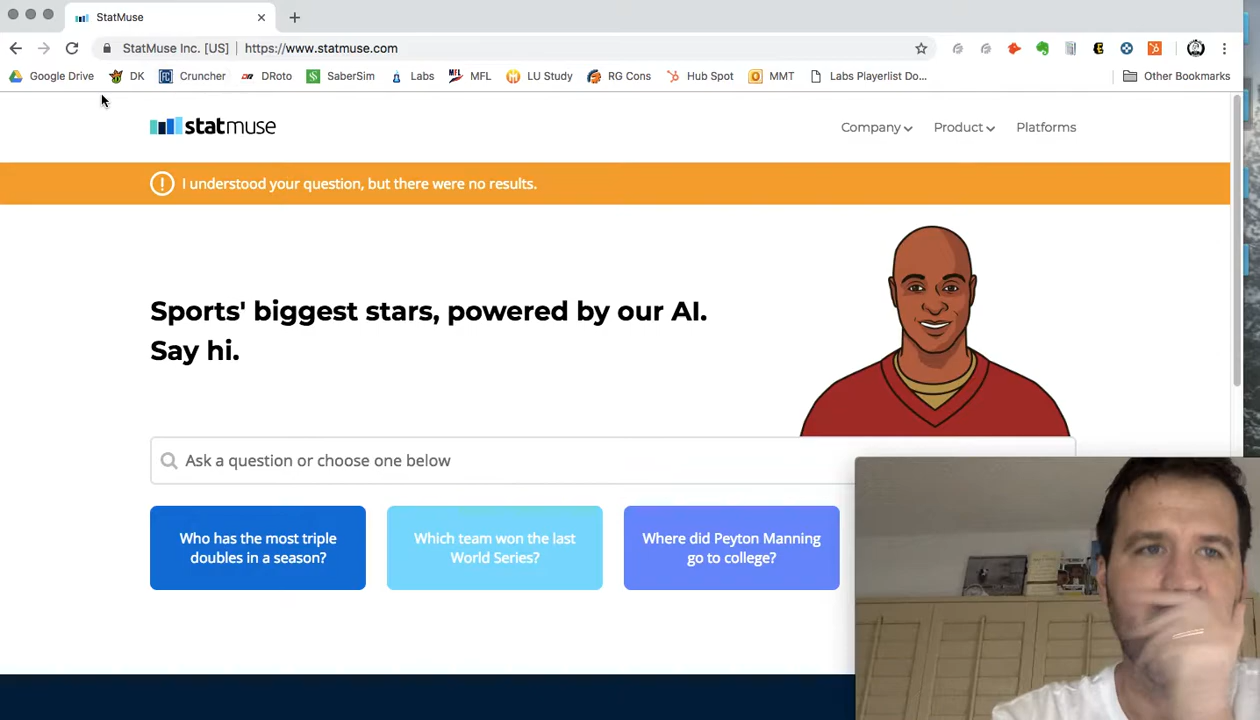 StatMuse
StatMuse Inc. [US] https://www.statmuse.com
Google Drive DK Cruncher DRoto SaberSim Labs MFL LU Study RG Cons Hub Spot MMT Labs Playerlist Do... Other Bookmarks
statmuse Company Product Platforms
I understood your question, but there were no results.
Sports' biggest stars, powered by our AI.
Say hi.
Ask a question or choose one below
Who has the most triple
doubles in a season?
Which team won the last
World Series?
Where did Peyton Manning
go to college?